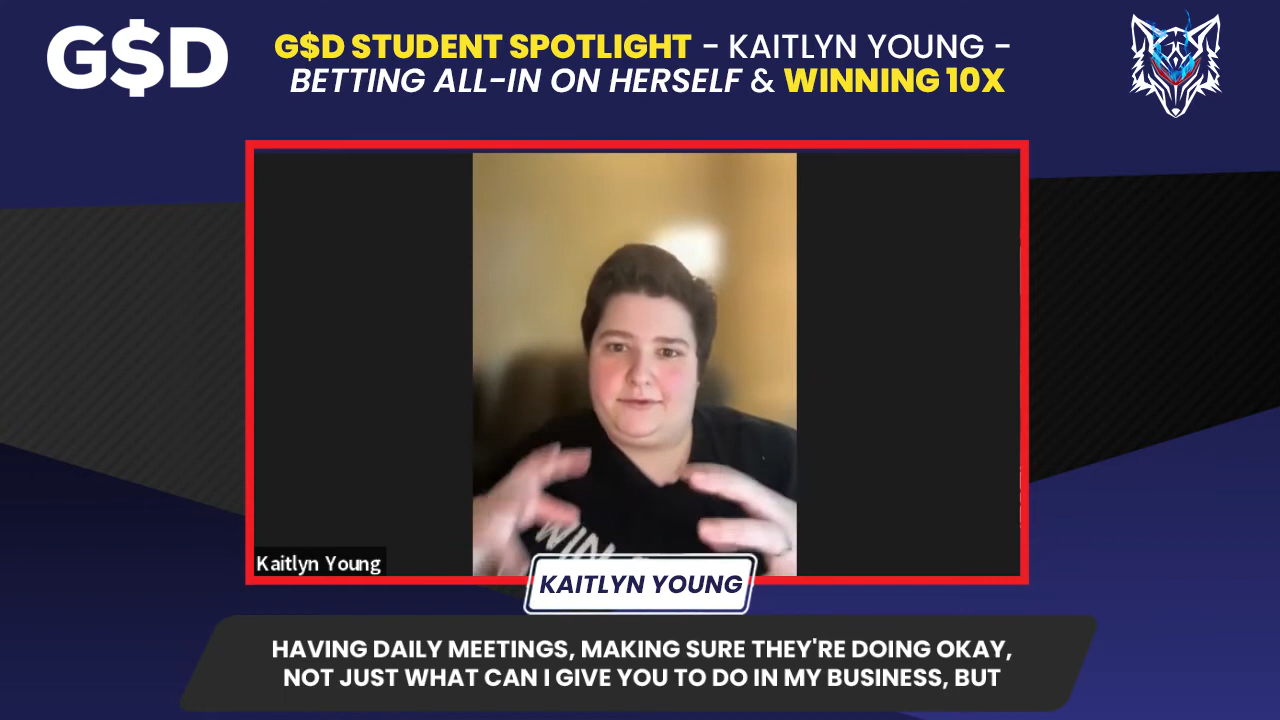 G$D
G$D STUDENT SPOTLIGHT - KAITLYN YOUNG -
BETTING ALL-IN ON HERSELF & WINNING 10X
WIN
Kaitlyn Young
KAITLYN YOUNG
HAVING DAILY MEETINGS, MAKING SURE THEY'RE DOING OKAY,
NOT JUST WHAT CAN I GIVE YOU TO DO IN MY BUSINESS, BUT